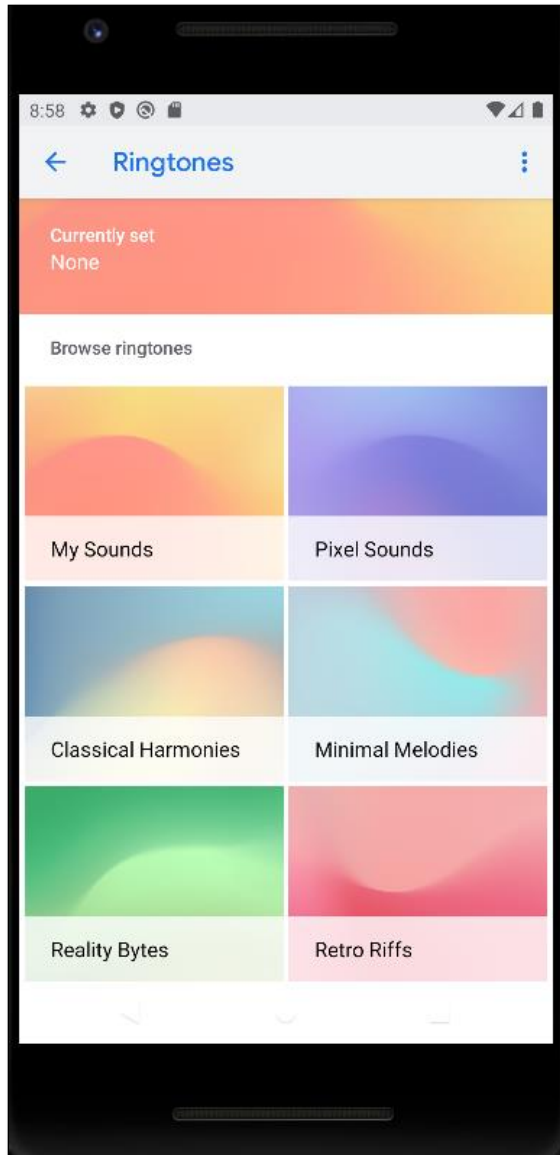 8:58
Ringtones
Currently set
None
Browse ringtones
My Sounds
Pixel Sounds
Classical Harmonies
Minimal Melodies
Reality Bytes
Retro Riffs